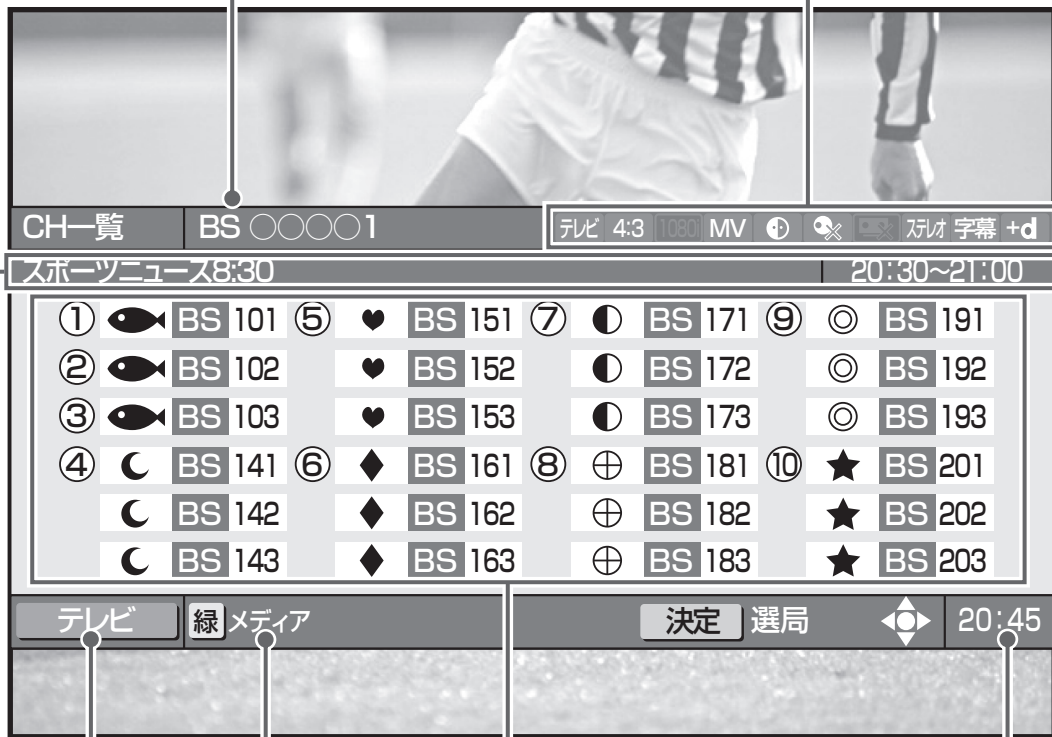 CH一覧 BS ○○○○1 テレビ 4:3 1080i MV ステレオ 字幕 +d
スポーツニュース8:30 20:30~21:00
① BS 101 ⑤ BS 151 ⑦ BS 171 ⑨ BS 191
② BS 102 BS 152 BS 172 BS 192
③ BS 103 BS 153 BS 173 BS 193
④ BS 141 ⑥ BS 161 ⑧ BS 181 ⑩ BS 201
BS 142 BS 162 BS 182 BS 202
BS 143 BS 163 BS 183 BS 203
テレビ 緑 メディア 決定 選局 20:45